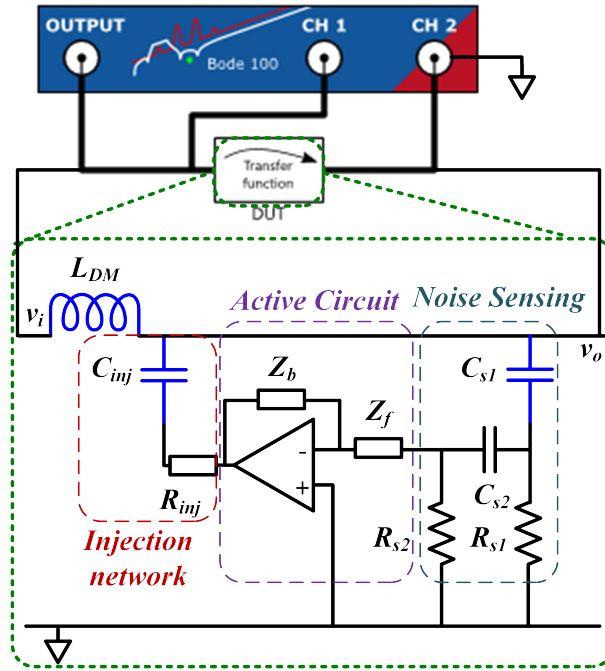 OUTPUT
CH 1
CH 2
Bode 100
Transfer
function
DUT
L_DM
v_i
Active Circuit
Noise Sensing
v_o
C_inj
Z_b
C_s1
Z_f
-
+
R_inj
C_s2
R_s2
R_s1
Injection
network